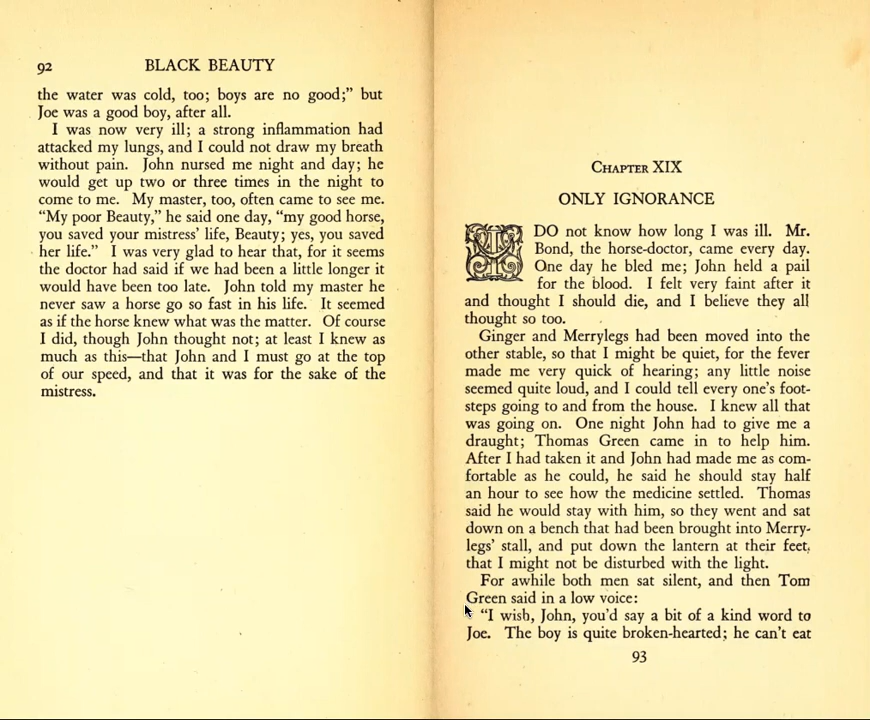 92 BLACK BEAUTY
the water was cold, too; boys are no good;” but
Joe was a good boy, after all.
I was now very ill; a strong inflammation had
attacked my lungs, and I could not draw my breath
without pain. John nursed me night and day; he
would get up two or three times in the night to
come to me. My master, too, often came to see me.
“My poor Beauty,” he said one day, “my good horse,
you saved your mistress’ life, Beauty; yes, you saved
her life.” I was very glad to hear that, for it seems
the doctor had said if we had been a little longer it
would have been too late. John told my master he
never saw a horse go so fast in his life. It seemed
as if the horse knew what was the matter. Of course
I did, though John thought not; at least I knew as
much as this—that John and I must go at the top
of our speed, and that it was for the sake of the
mistress.
Chapter XIX
ONLY IGNORANCE
I DO not know how long I was ill. Mr.
Bond, the horse-doctor, came every day.
One day he bled me; John held a pail
for the blood. I felt very faint after it
and thought I should die, and I believe they all
thought so too.
Ginger and Merrylegs had been moved into the
other stable, so that I might be quiet, for the fever
made me very quick of hearing; any little noise
seemed quite loud, and I could tell every one’s foot-
steps going to and from the house. I knew all that
was going on. One night John had to give me a
draught; Thomas Green came in to help him.
After I had taken it and John had made me as com-
fortable as he could, he said he should stay half
an hour to see how the medicine settled. Thomas
said he would stay with him, so they went and sat
down on a bench that had been brought into Merry-
legs’ stall, and put down the lantern at their feet,
that I might not be disturbed with the light.
For awhile both men sat silent, and then Tom
Green said in a low voice:
“I wish, John, you’d say a bit of a kind word to
Joe. The boy is quite broken-hearted; he can’t eat
93